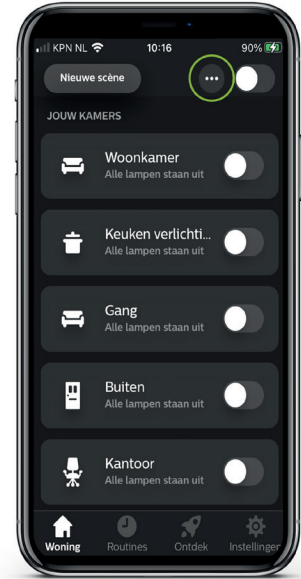 KPN NL 10:16 90%
Nieuwe scène ...
JOUW KAMERS
Woonkamer
Alle lampen staan uit
Keuken verlichti...
Alle lampen staan uit
Gang
Alle lampen staan uit
Buiten
Alle lampen staan uit
Kantoor
Alle lampen staan uit
Woning Routines Ontdek Instellingen